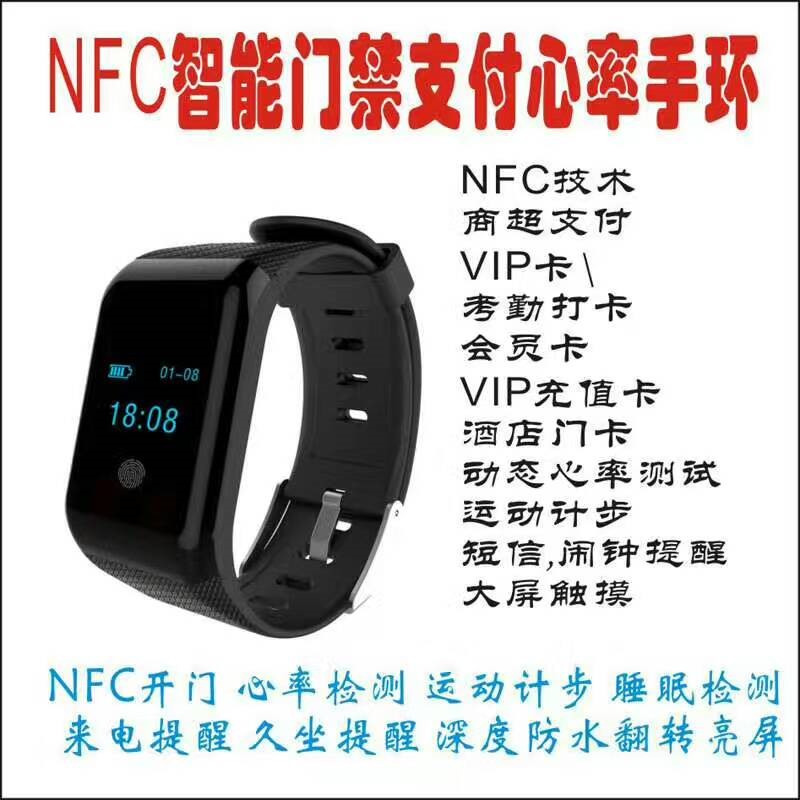 NFC智能门禁支付心率手环
NFC技术
商超支付
VIP卡\
考勤打卡
会员卡
VIP充值卡
酒店门卡
动态心率测试
运动计步
短信,闹钟提醒
大屏触摸
01-08
18:08
NFC开门 心率检测 运动计步 睡眠检测
来电提醒 久坐提醒 深度防水翻转亮屏